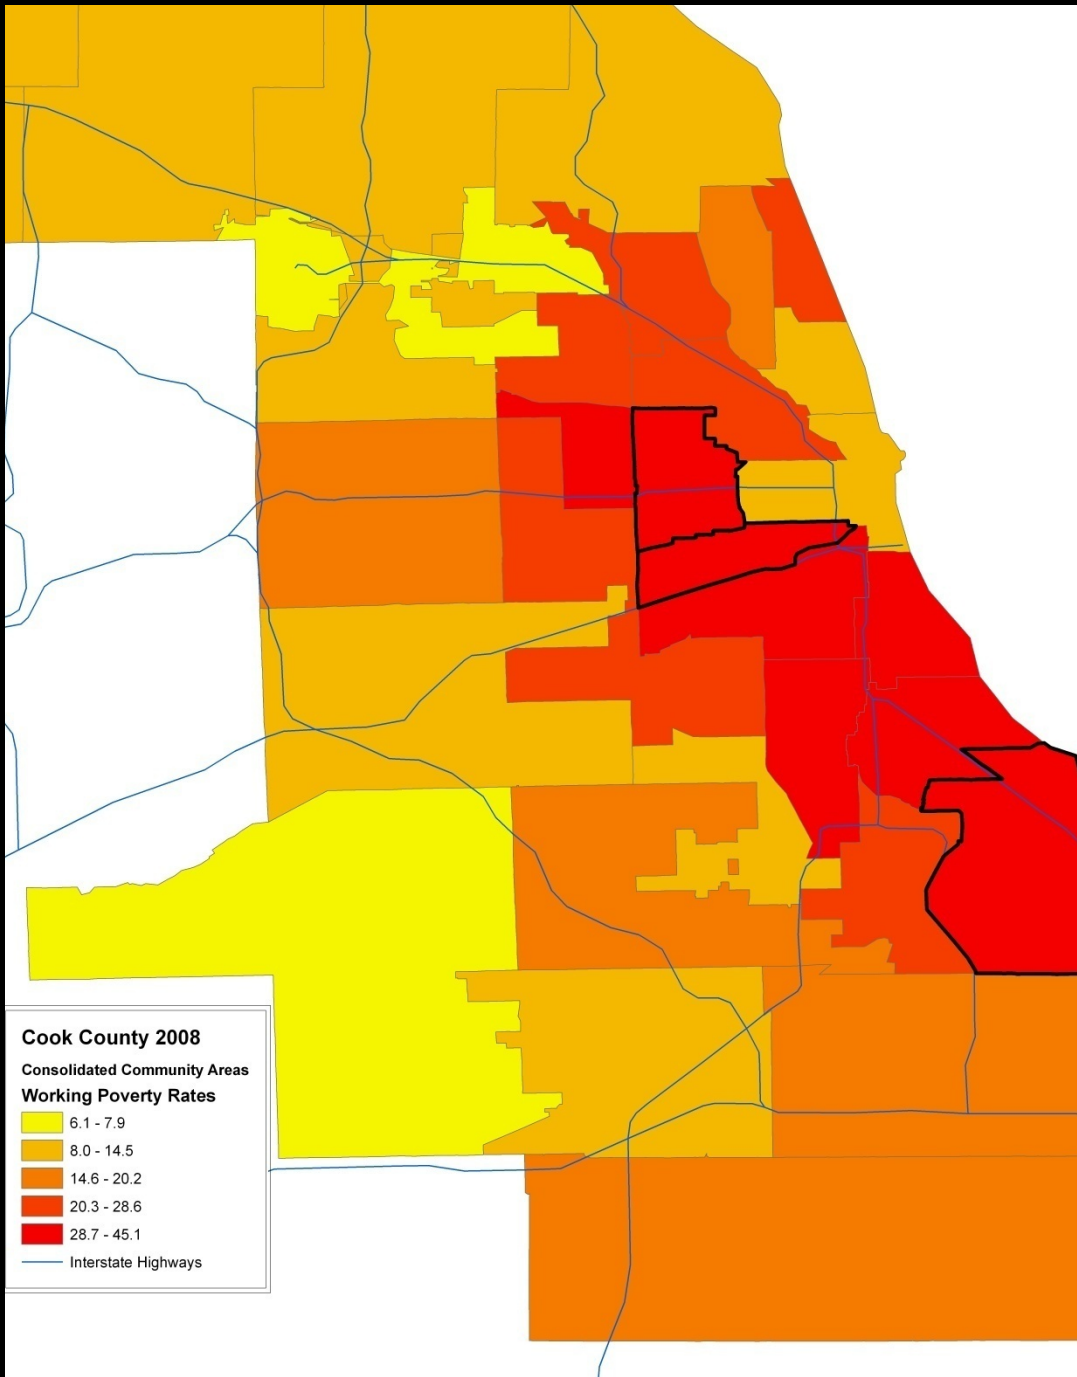 Cook County 2008
Consolidated Community Areas
Working Poverty Rates
6.1 - 7.9
8.0 - 14.5
14.6 - 20.2
20.3 - 28.6
28.7 - 45.1
Interstate Highways